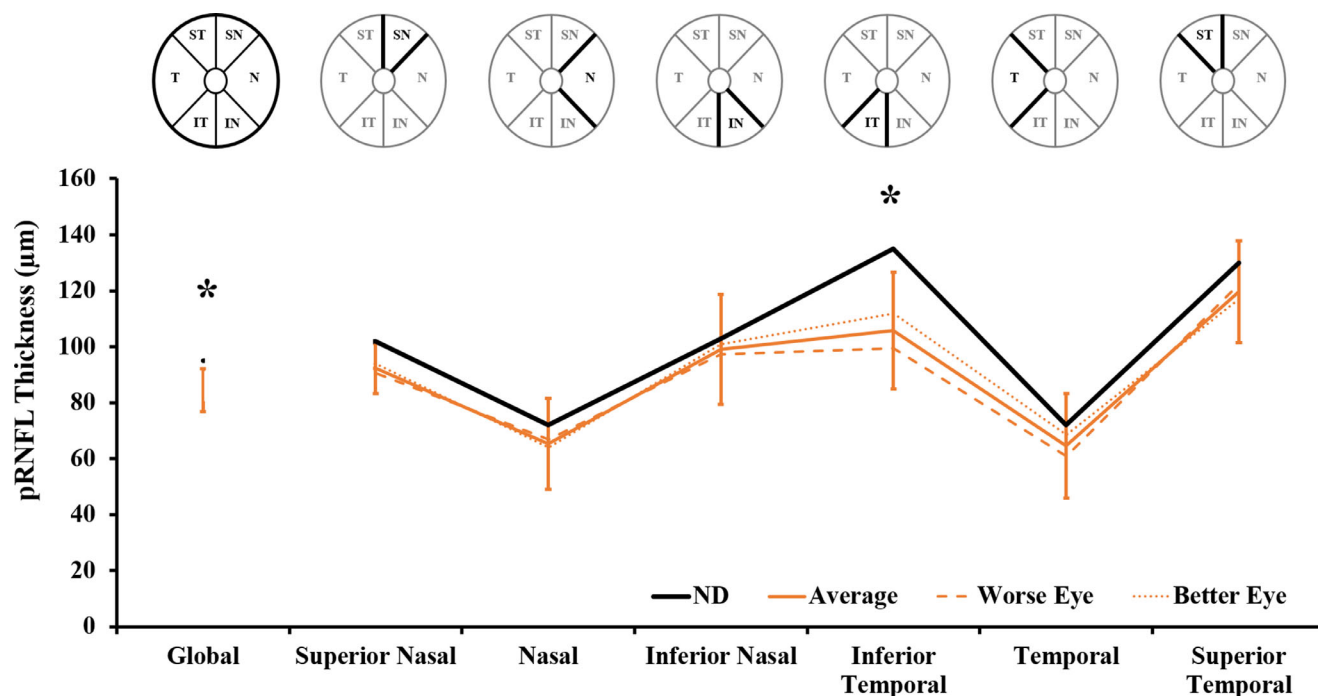 ST SN ST SN ST SN ST SN ST SN ST SN ST SN
T N T N T N T N T N T N T N
IT IN IT IN IT IN IT IN IT IN IT IN IT IN
pRNFL Thickness (µm)
160
140
120
100
80
60
40
20
0
*
*
ND Average Worse Eye Better Eye
Global Superior Nasal Nasal Inferior Nasal Inferior Temporal Superior
Temporal Temporal